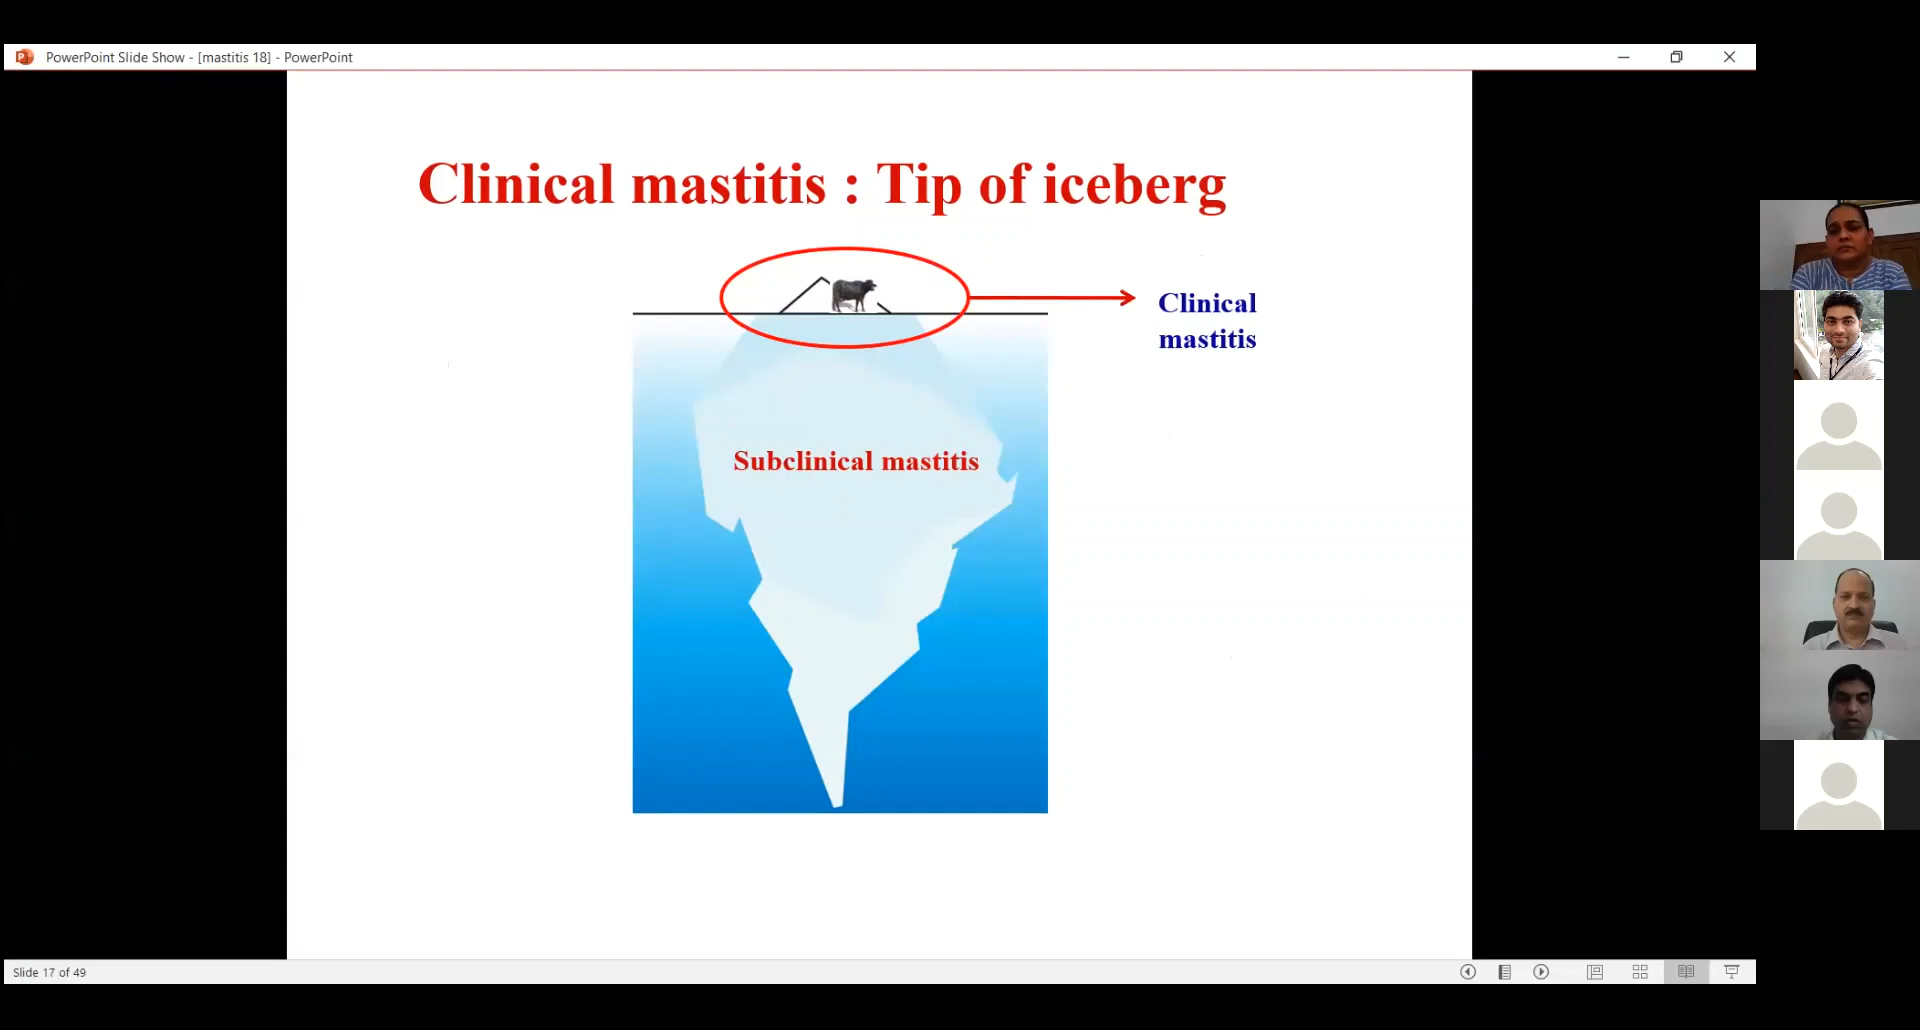 PowerPoint Slide Show - [mastitis 18] - PowerPoint
Clinical mastitis : Tip of iceberg
Clinical
mastitis
Subclinical mastitis
Slide 17 of 49